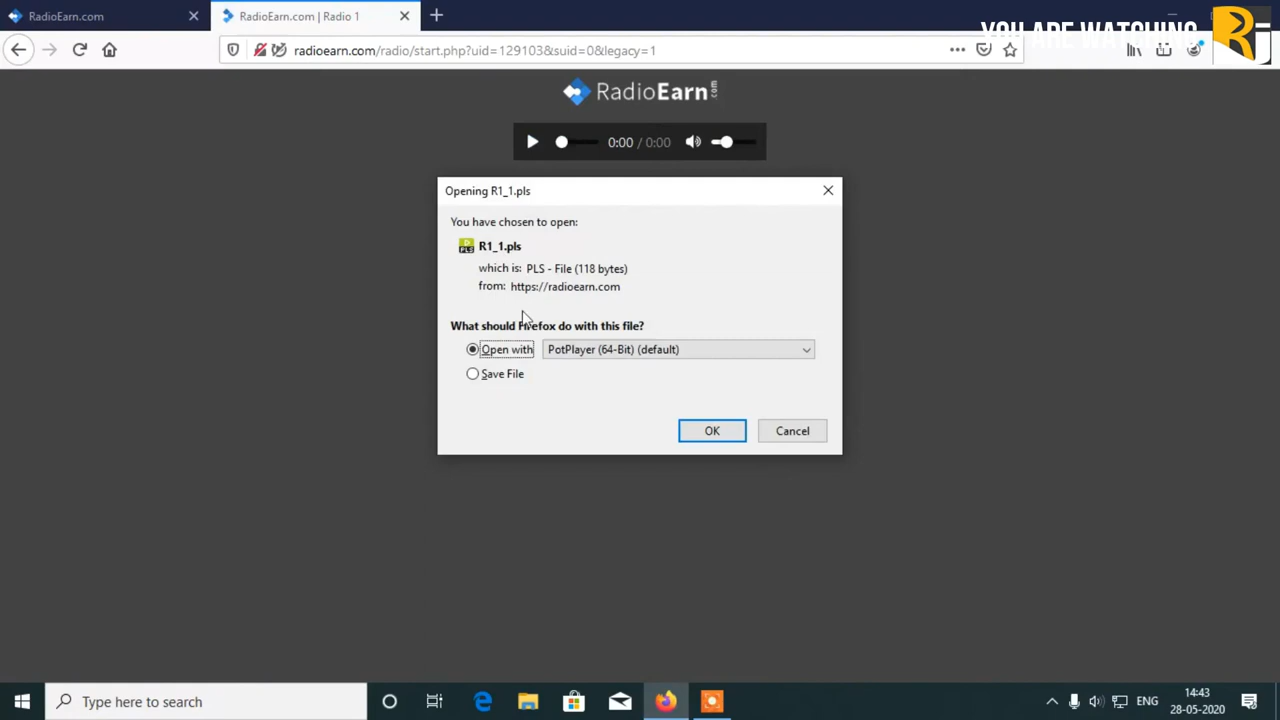 RadioEarn.com
RadioEarn.com | Radio 1
YOU ARE WATCHING
radioearn.com/radio/start.php?uid=129103&suid=0&legacy=1
RadioEarn.com
0:00 / 0:00
Opening R1_1.pls
You have chosen to open:
R1_1.pls
which is: PLS - File (118 bytes)
from: https://radioearn.com
What should Firefox do with this file?
Open with PotPlayer (64-Bit) (default)
Save File
OK Cancel
Type here to search
ENG
14:43
28-05-2020